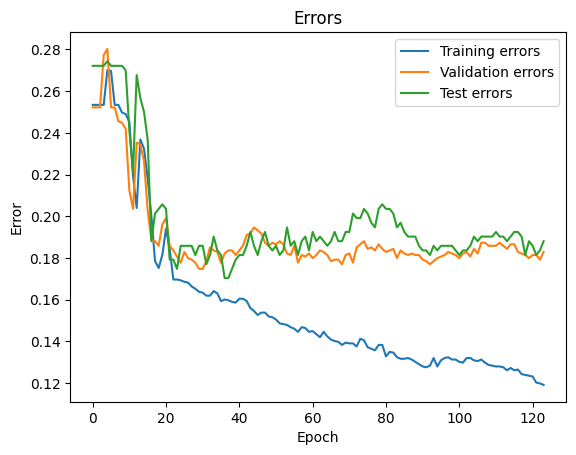 Errors
Training errors
Validation errors
Test errors
0.28
0.26
0.24
0.22
0.20
0.18
0.16
0.14
0.12
Error
0 20 40 60 80 100 120
Epoch